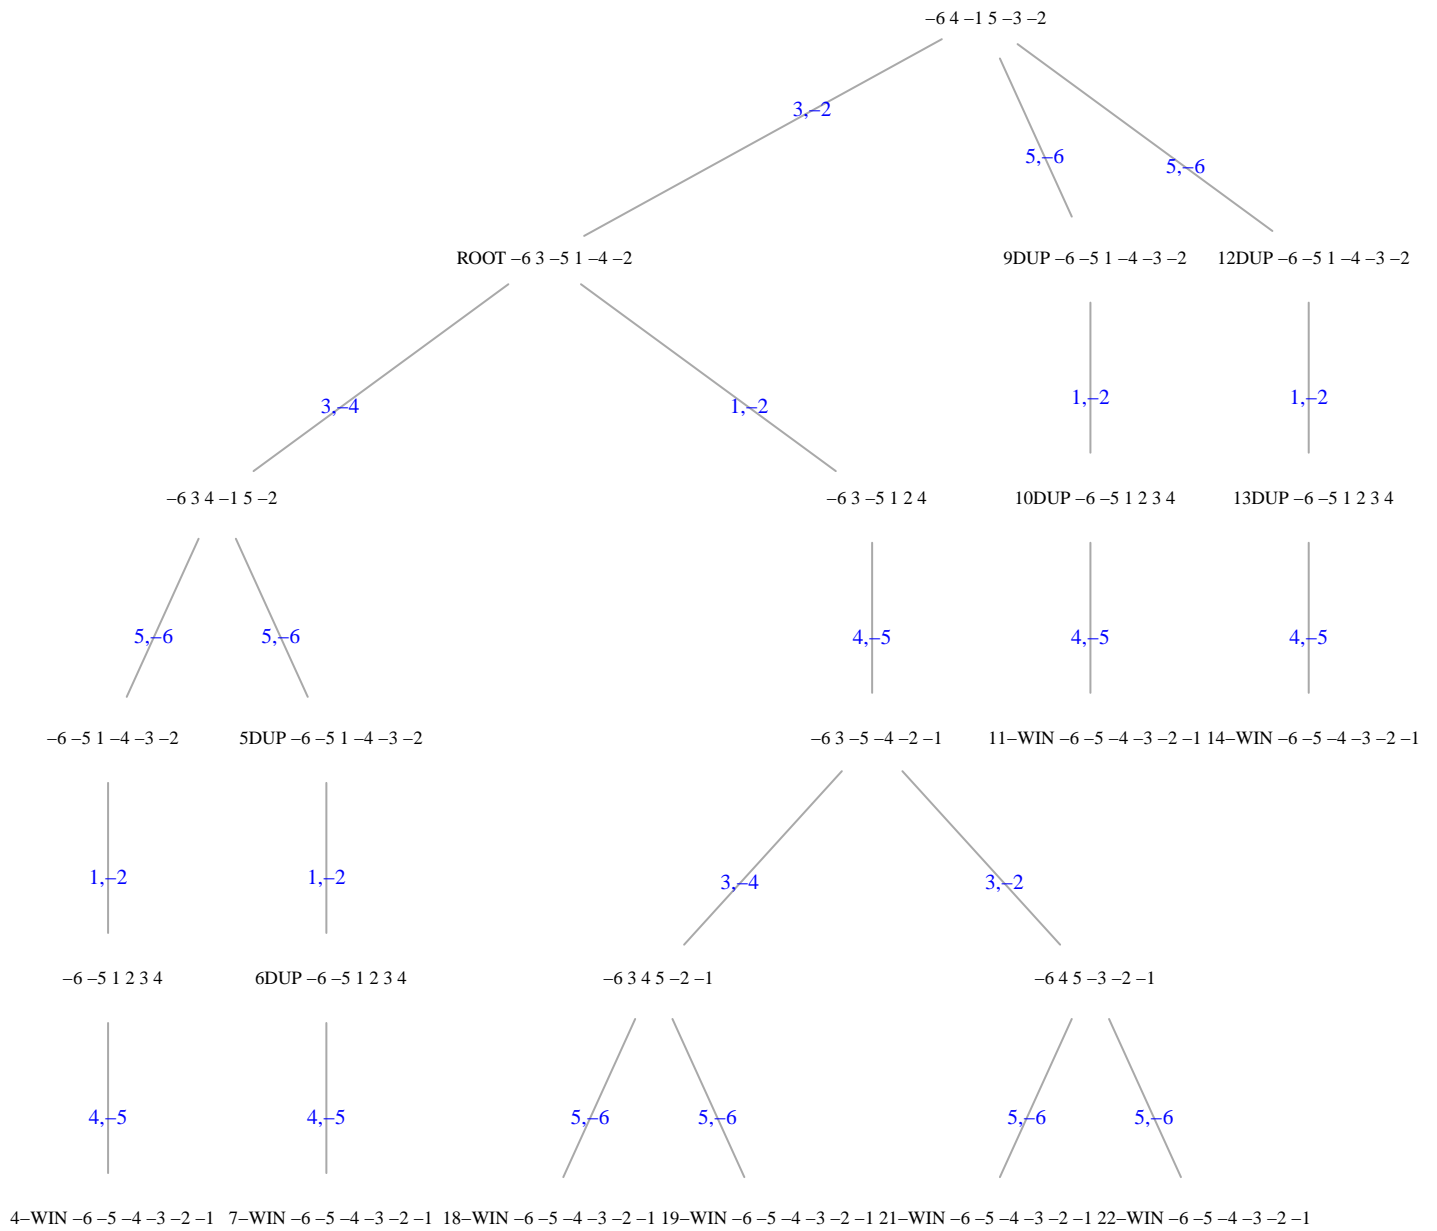 –6 4 –1 5 –3 –2
3,–2
5,–6
5,–6
ROOT –6 3 –5 1 –4 –2
9DUP –6 –5 1 –4 –3 –2
12DUP –6 –5 1 –4 –3 –2
3,–4
1,–2
1,–2
1,–2
–6 3 4 –1 5 –2
–6 3 –5 1 2 4
10DUP –6 –5 1 2 3 4
13DUP –6 –5 1 2 3 4
5,–6
5,–6
4,–5
4,–5
4,–5
–6 –5 1 –4 –3 –2
5DUP –6 –5 1 –4 –3 –2
–6 3 –5 –4 –2 –1
11–WIN –6 –5 –4 –3 –2 –1
14–WIN –6 –5 –4 –3 –2 –1
1,–2
1,–2
3,–4
3,–2
–6 –5 1 2 3 4
6DUP –6 –5 1 2 3 4
–6 3 4 5 –2 –1
–6 4 5 –3 –2 –1
4,–5
4,–5
5,–6
5,–6
5,–6
5,–6
4–WIN –6 –5 –4 –3 –2 –1
7–WIN –6 –5 –4 –3 –2 –1
18–WIN –6 –5 –4 –3 –2 –1
19–WIN –6 –5 –4 –3 –2 –1
21–WIN –6 –5 –4 –3 –2 –1
22–WIN –6 –5 –4 –3 –2 –1